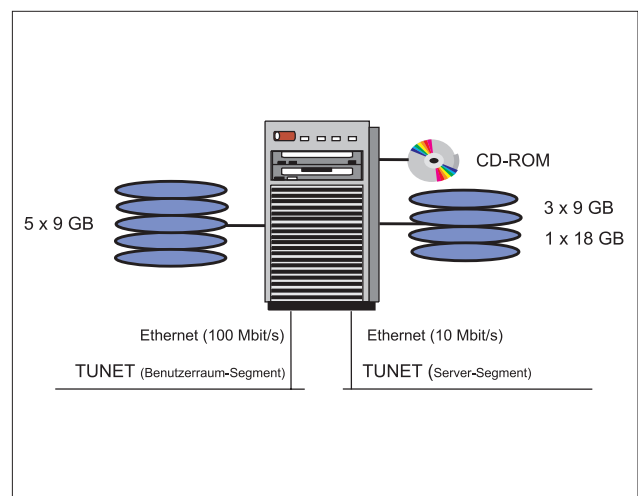 CD-ROM
5 x 9 GB
3 x 9 GB
1 x 18 GB
Ethernet (100 Mbit/s)
Ethernet (10 Mbit/s)
TUNET (Benutzerraum-Segment)
TUNET (Server-Segment)